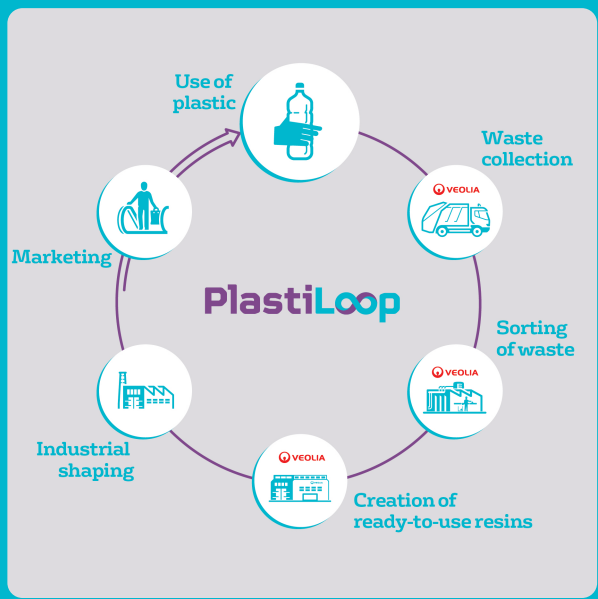 Use of
plastic
Waste
collection
VEOLIA
Marketing
PlastiLoop
Sorting
of waste
VEOLIA
Industrial
shaping
VEOLIA
Creation of
ready-to-use resins